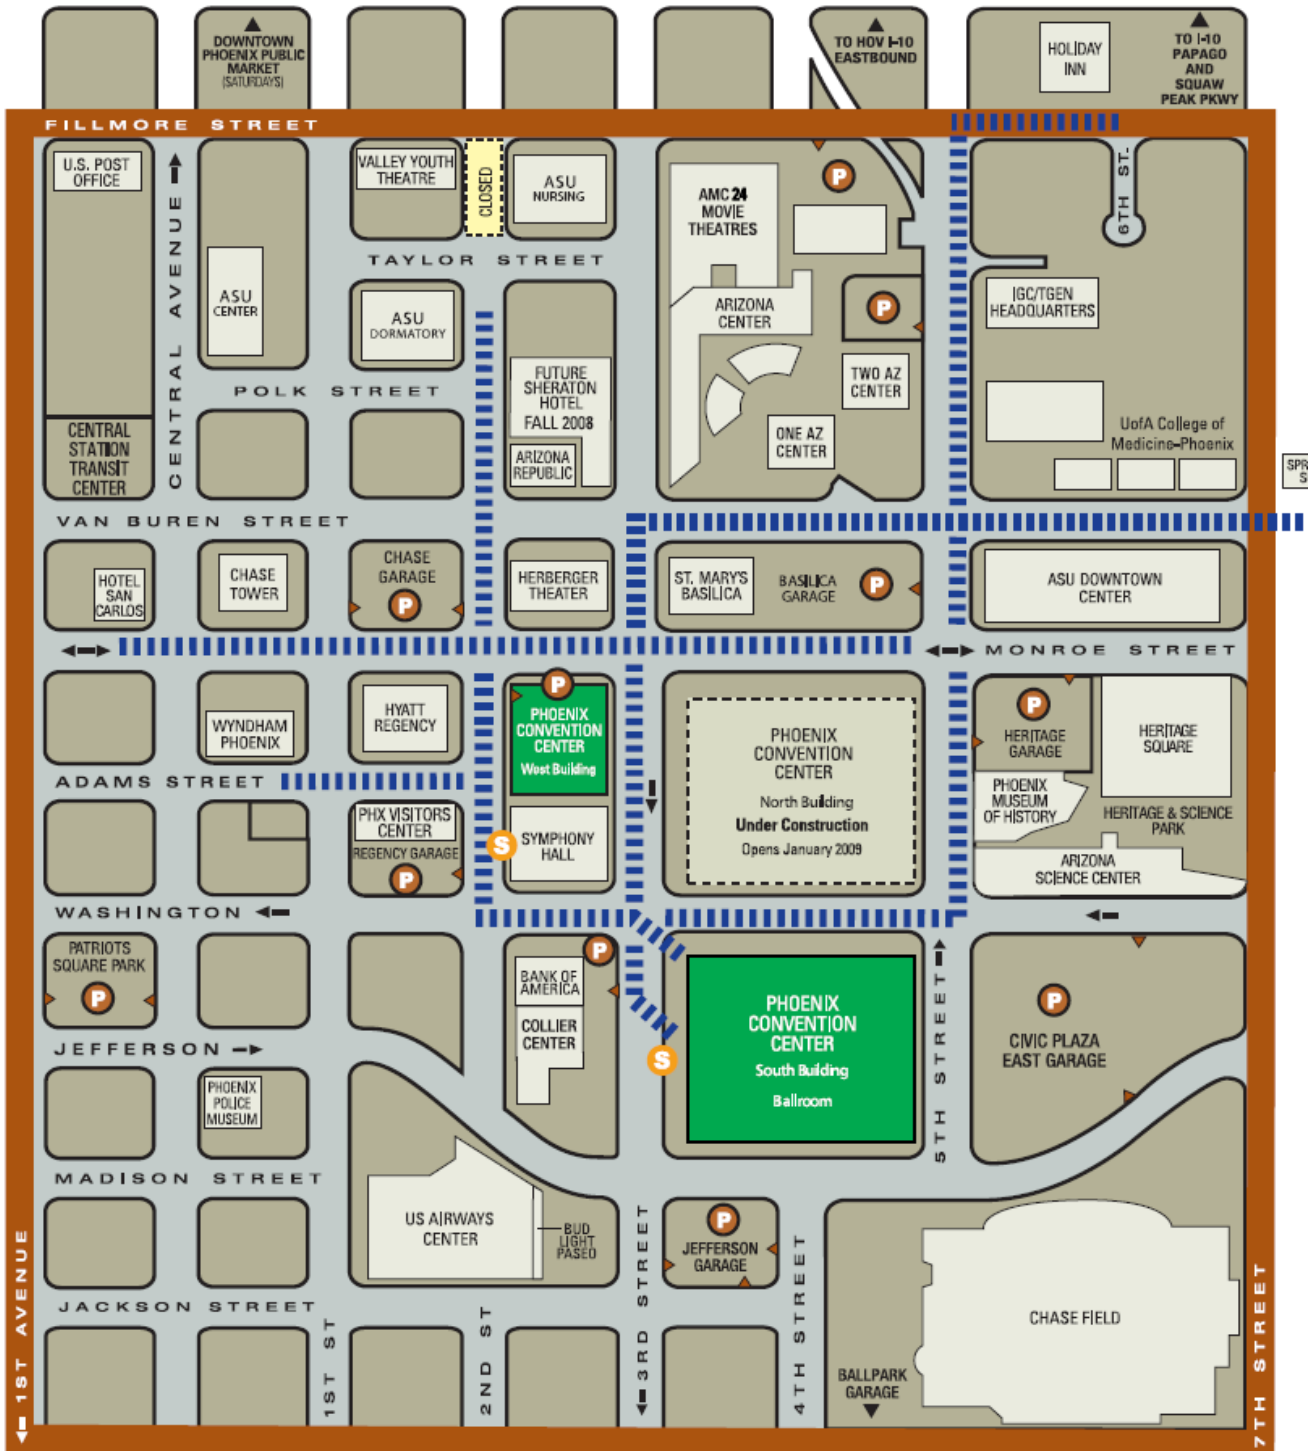 DOWNTOWN
PHOENIX PUBLIC
MARKET
(SATURDAYS)
TO HOV I-10
EASTBOUND
HOLIDAY
INN
TO I-10
PAPAGO
AND
SQUAW
PEAK PKWY
FILLMORE STREET
U.S. POST
OFFICE
CENTRAL AVENUE
VALLEY YOUTH
THEATRE
CLOSED
ASU
NURSING
AMC 24
MOVIE
THEATRES
P
6TH ST.
TAYLOR STREET
ASU
CENTER
ASU
DORMATORY
ARIZONA
CENTER
P
IGC/TGEN
HEADQUARTERS
POLK STREET
FUTURE
SHERATON
HOTEL
FALL 2008
TWO AZ
CENTER
ONE AZ
CENTER
UofA College of
Medicine-Phoenix
CENTRAL
STATION
TRANSIT
CENTER
ARIZONA
REPUBLIC
VAN BUREN STREET
HOTEL
SAN
CARLOS
CHASE
TOWER
CHASE
GARAGE
P
HERBERGER
THEATER
ST. MARY'S
BASILICA
BASILICA
GARAGE
P
ASU DOWNTOWN
CENTER
MONROE STREET
WYNDHAM
PHOENIX
HYATT
REGENCY
P
PHOENIX
CONVENTION
CENTER
West Building
PHOENIX
CONVENTION
CENTER
North Building
Under Construction
Opens January 2009
P
HERITAGE
GARAGE
HERITAGE
SQUARE
ADAMS STREET
PHX VISITORS
CENTER
REGENCY GARAGE
P
S
SYMPHONY
HALL
PHOENIX
MUSEUM
OF HISTORY
HERITAGE & SCIENCE
PARK
ARIZONA
SCIENCE CENTER
WASHINGTON
PATRIOTS
SQUARE PARK
P
P
BANK OF
AMERICA
COLLIER
CENTER
S
PHOENIX
CONVENTION
CENTER
South Building
Ballroom
5TH STREET
P
CIVIC PLAZA
EAST GARAGE
JEFFERSON
PHOENIX
POLICE
MUSEUM
MADISON STREET
US AIRWAYS
CENTER
BUD
LIGHT
PASEO
P
JEFFERSON
GARAGE
CHASE FIELD
BALLPARK
GARAGE
JACKSON STREET
1ST AVENUE
1ST ST
2ND ST
3RD STREET
4TH STREET
7TH STREET